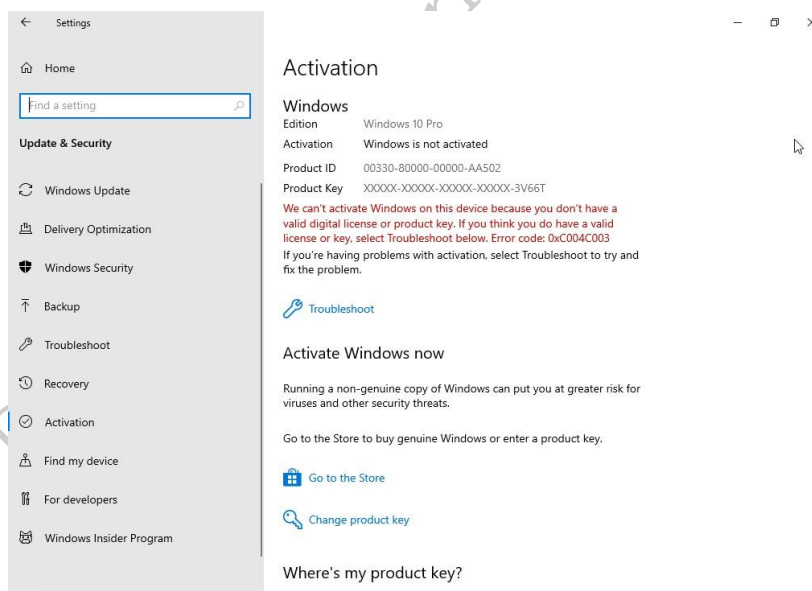 Settings
Home
Find a setting
Update & Security
Windows Update
Delivery Optimization
Windows Security
Backup
Troubleshoot
Recovery
Activation
Find my device
For developers
Windows Insider Program
Activation
Windows
Edition Windows 10 Pro
Activation Windows is not activated
Product ID 00330-80000-00000-AA502
Product Key XXXXX-XXXXX-XXXXX-XXXXX-3V66T
We can't activate Windows on this device because you don't have a
valid digital license or product key. If you think you do have a valid
license or key, select Troubleshoot below. Error code: 0xC004C003
If you're having problems with activation, select Troubleshoot to try and
fix the problem.
Troubleshoot
Activate Windows now
Running a non-genuine copy of Windows can put you at greater risk for
viruses and other security threats.
Go to the Store to buy genuine Windows or enter a product key.
Go to the Store
Change product key
Where's my product key?